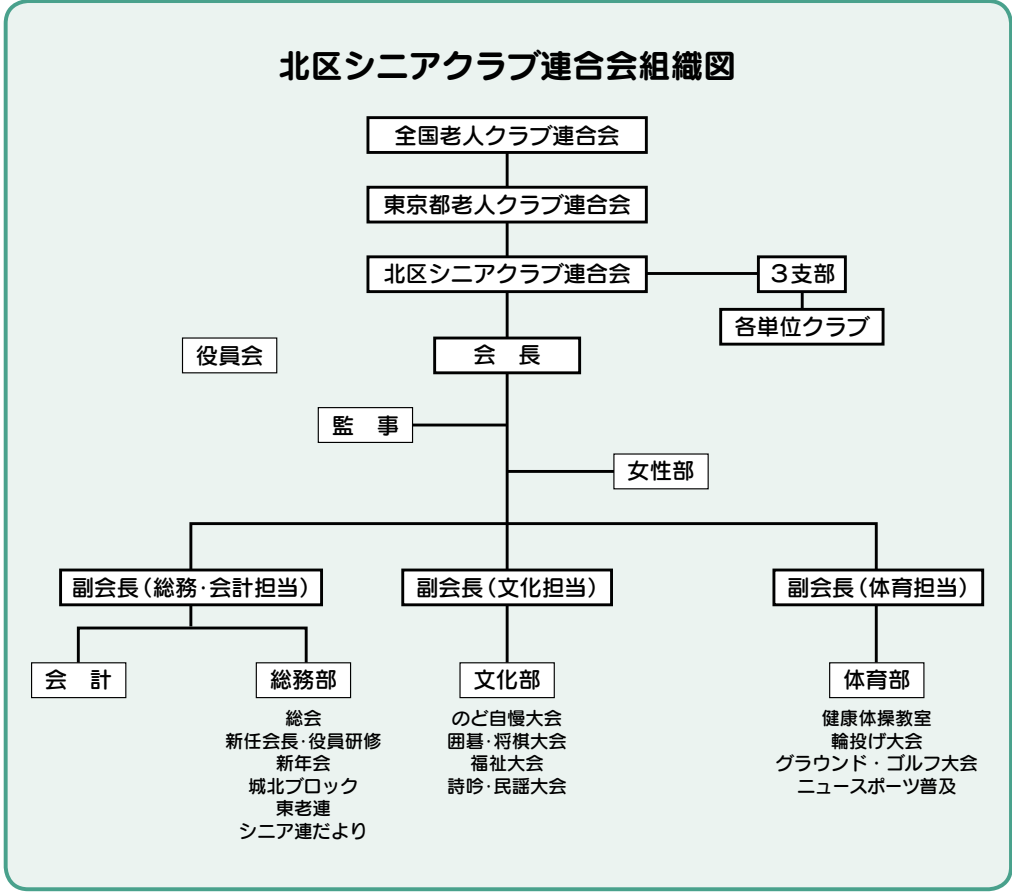 北区シニアクラブ連合会組織図
全国老人クラブ連合会
東京都老人クラブ連合会
北区シニアクラブ連合会
３支部
各単位クラブ
役員会
会　長
監　事
女性部
副会長（総務・会計担当）
副会長（文化担当）
副会長（体育担当）
会　計
総務部
総会
新任会長・役員研修
新年会
城北ブロック
東老連
シニア連だより
文化部
のど自慢大会
囲碁・将棋大会
福祉大会
詩吟・民謡大会
体育部
健康体操教室
輪投げ大会
グラウンド・ゴルフ大会
ニュースポーツ普及